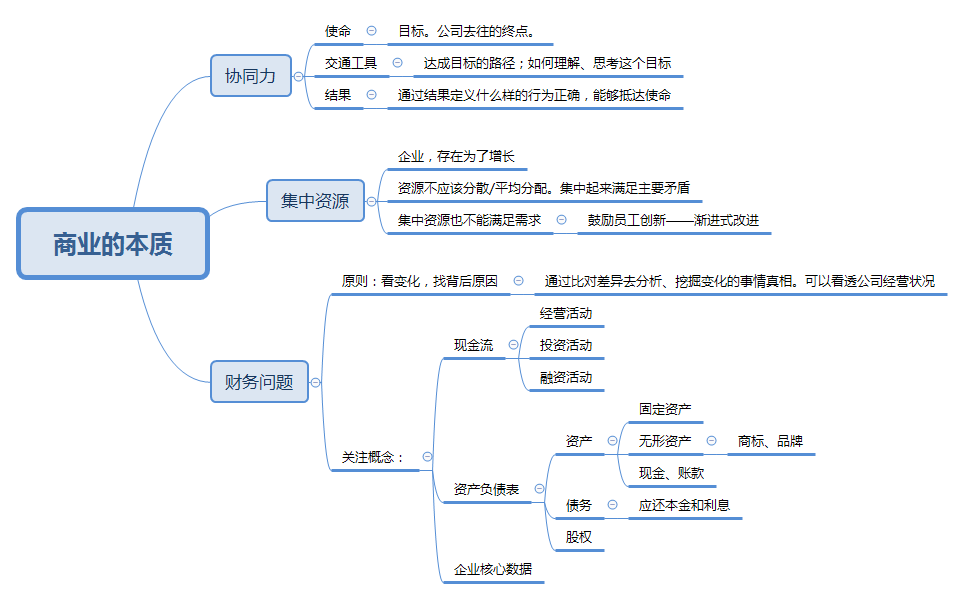 商业的本质
协同力
使命
目标。公司去往的终点。
交通工具
达成目标的路径；如何理解、思考这个目标
结果
通过结果定义什么样的行为正确，能够抵达使命
集中资源
企业，存在为了增长
资源不应该分散/平均分配。集中起来满足主要矛盾
集中资源也不能满足需求
鼓励员工创新——渐进式改进
财务问题
原则：看变化，找背后原因
通过比对差异去分析、挖掘变化的事情真相。可以看透公司经营状况
关注概念：
现金流
经营活动
投资活动
融资活动
资产负债表
资产
固定资产
无形资产
商标、品牌
现金、账款
债务
应还本金和利息
股权
企业核心数据